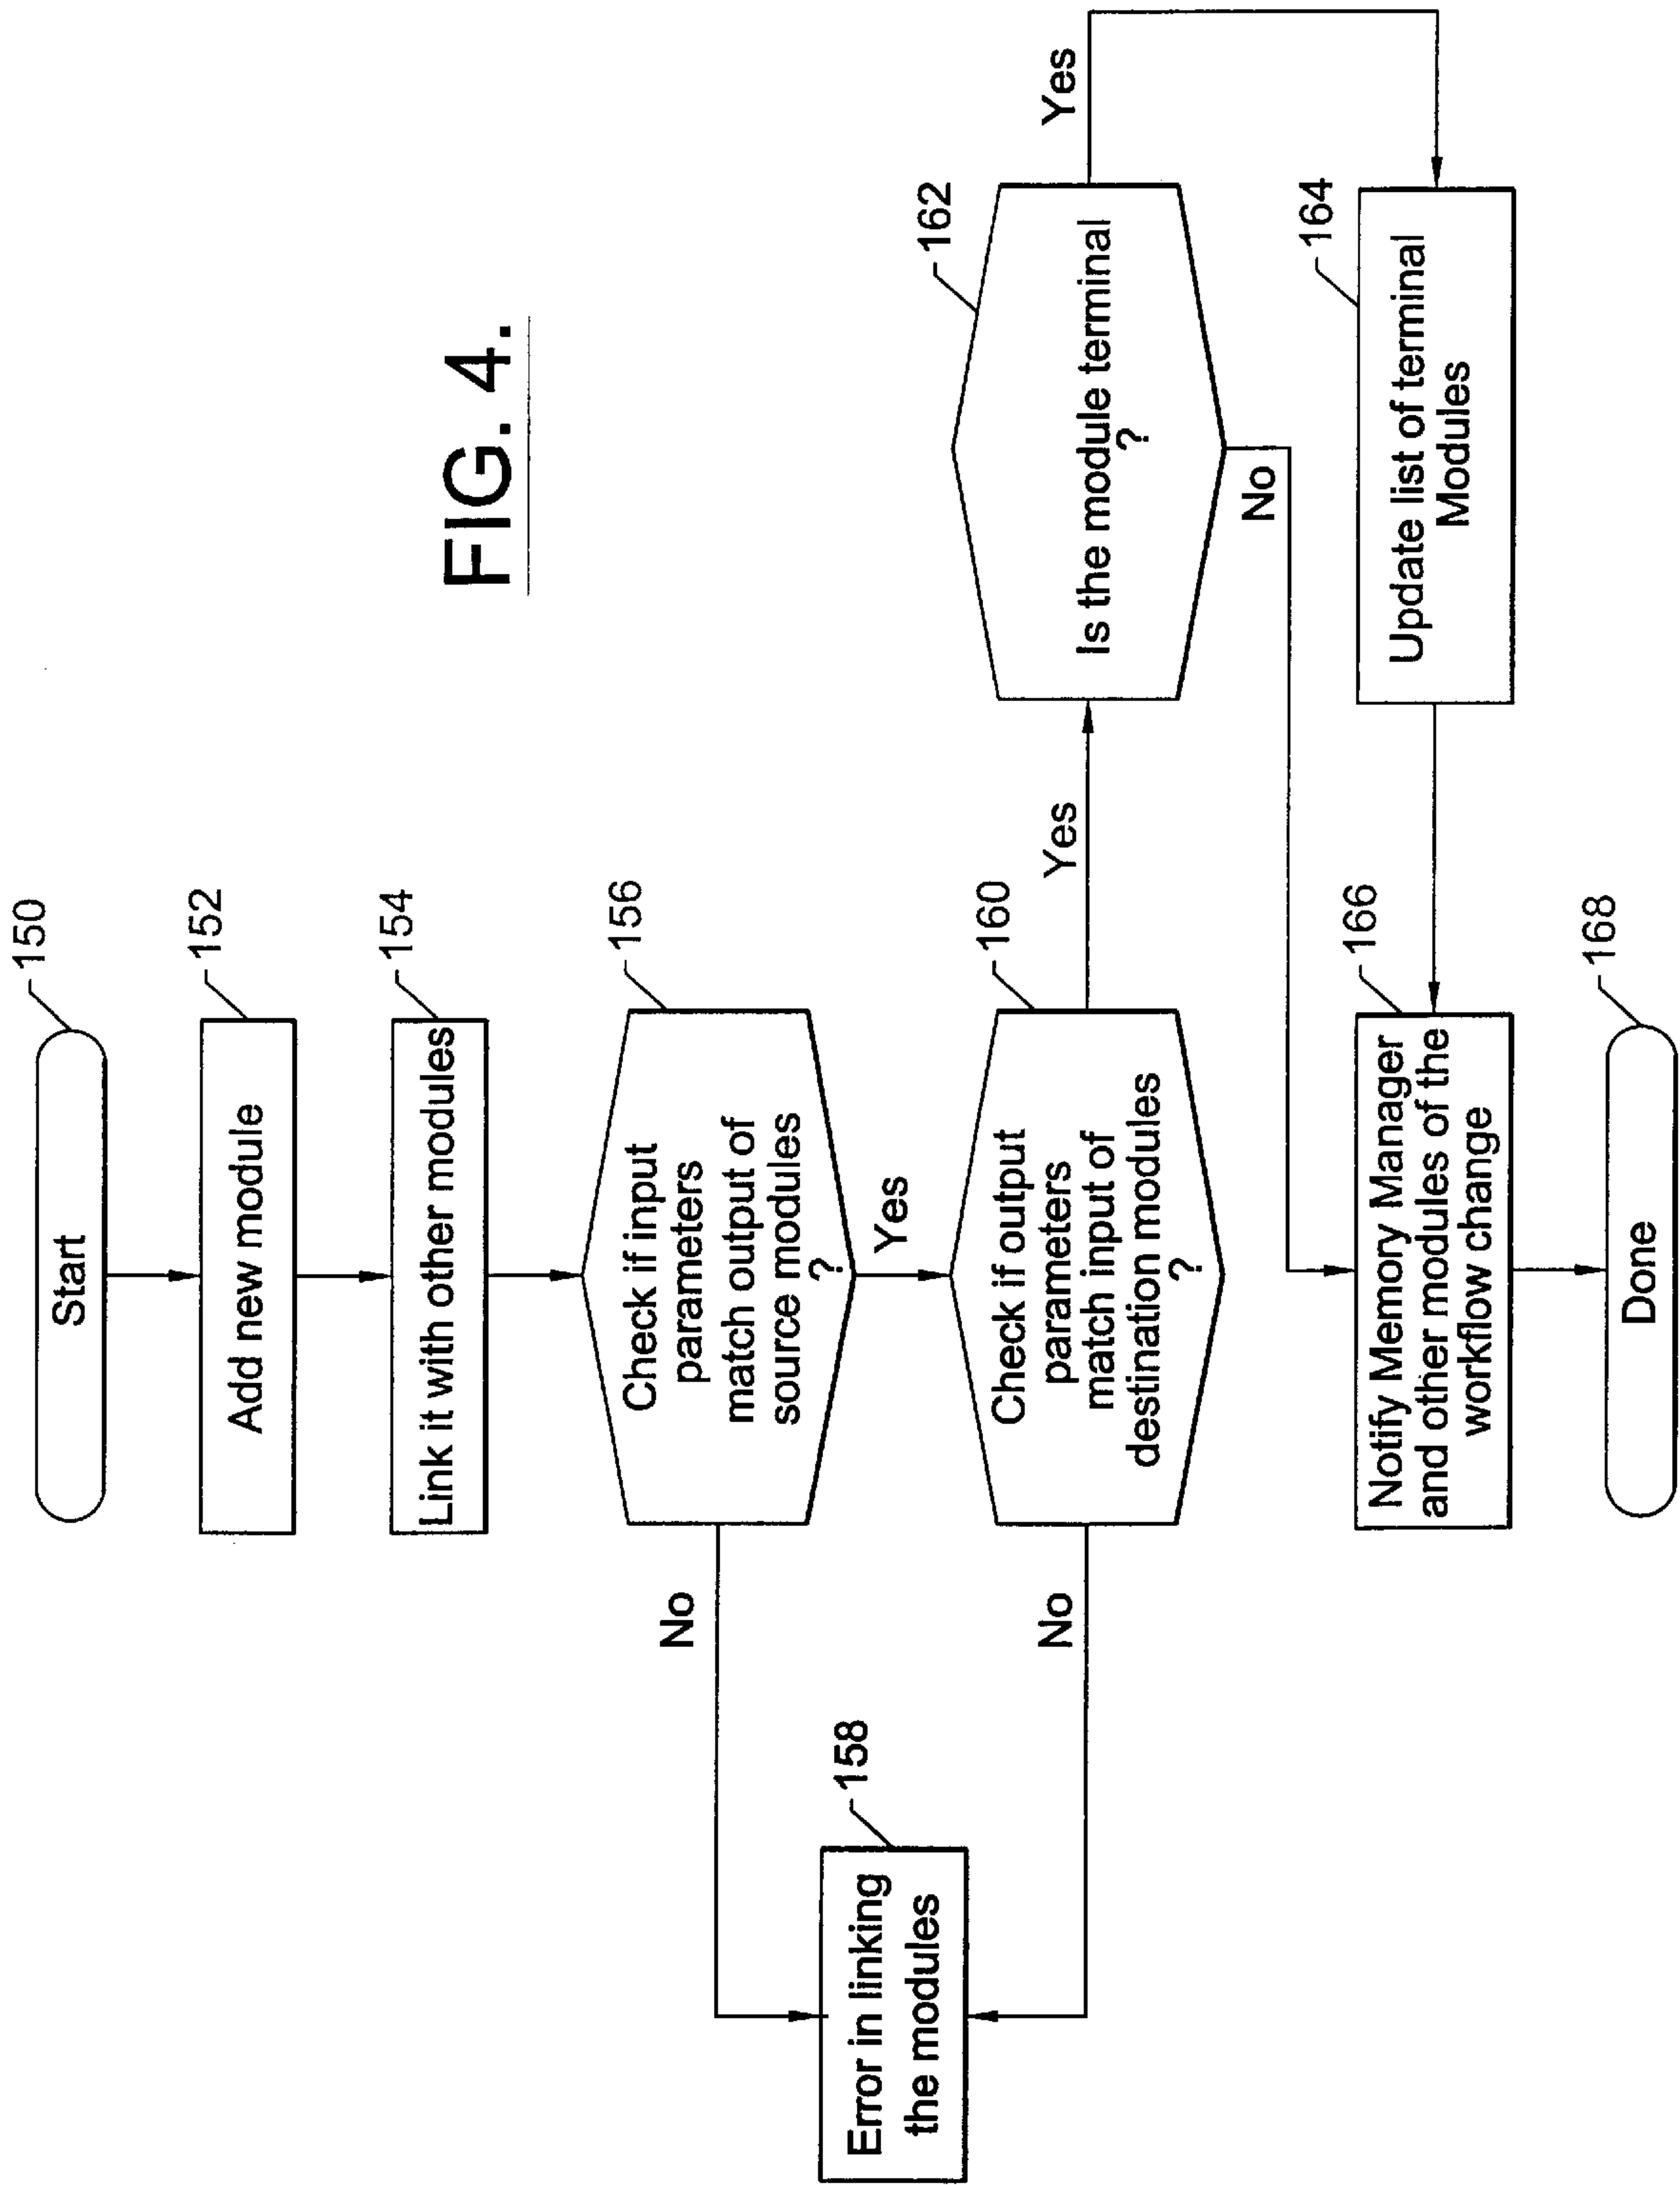 FIG. 4.
150
Start
152
Add new module
154
Link it with other modules
156
Check if input
parameters
match output of
source modules
?
No
Yes
158
Error in linking
the modules
160
Check if output
parameters
match input of
destination modules
?
No
Yes
162
Is the module terminal
?
Yes
No
164
Update list of terminal
Modules
166
Notify Memory Manager
and other modules of the
workflow change
168
Done